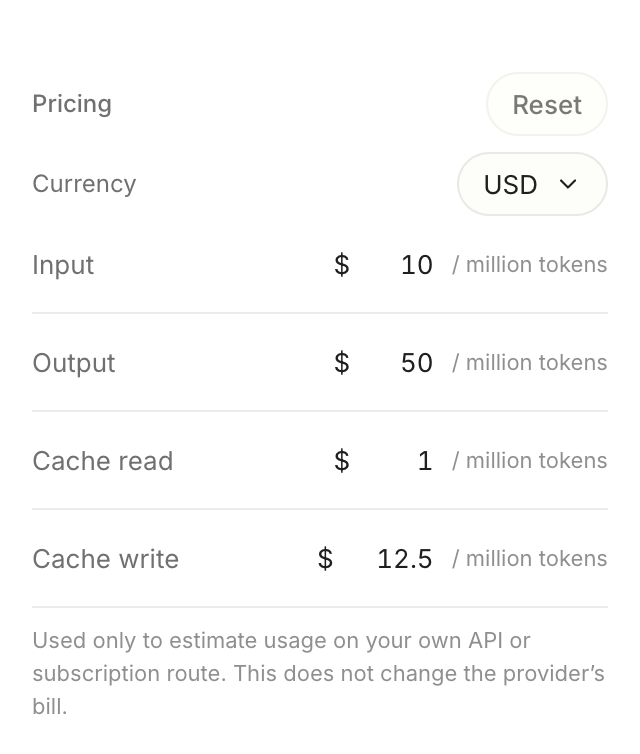 Pricing
Reset
Currency
USD
Input $ 10 / million tokens
Output $ 50 / million tokens
Cache read $ 1 / million tokens
Cache write $ 12.5 / million tokens
Used only to estimate usage on your own API or
subscription route. This does not change the provider’s
bill.